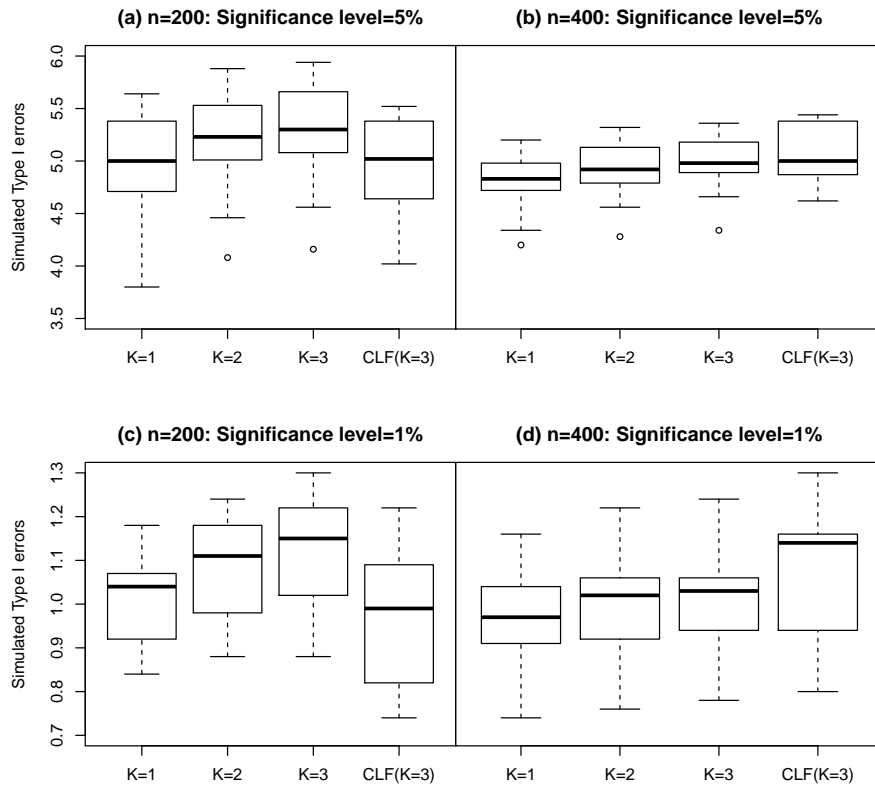 (a) n=200: Significance level=5%
(b) n=400: Significance level=5%
Simulated Type I errors
6.0
5.5
5.0
4.5
4.0
3.5
K=1
K=2
K=3
CLF(K=3)
K=1
K=2
K=3
CLF(K=3)
(c) n=200: Significance level=1%
(d) n=400: Significance level=1%
Simulated Type I errors
1.3
1.2
1.1
1.0
0.9
0.8
0.7
K=1
K=2
K=3
CLF(K=3)
K=1
K=2
K=3
CLF(K=3)